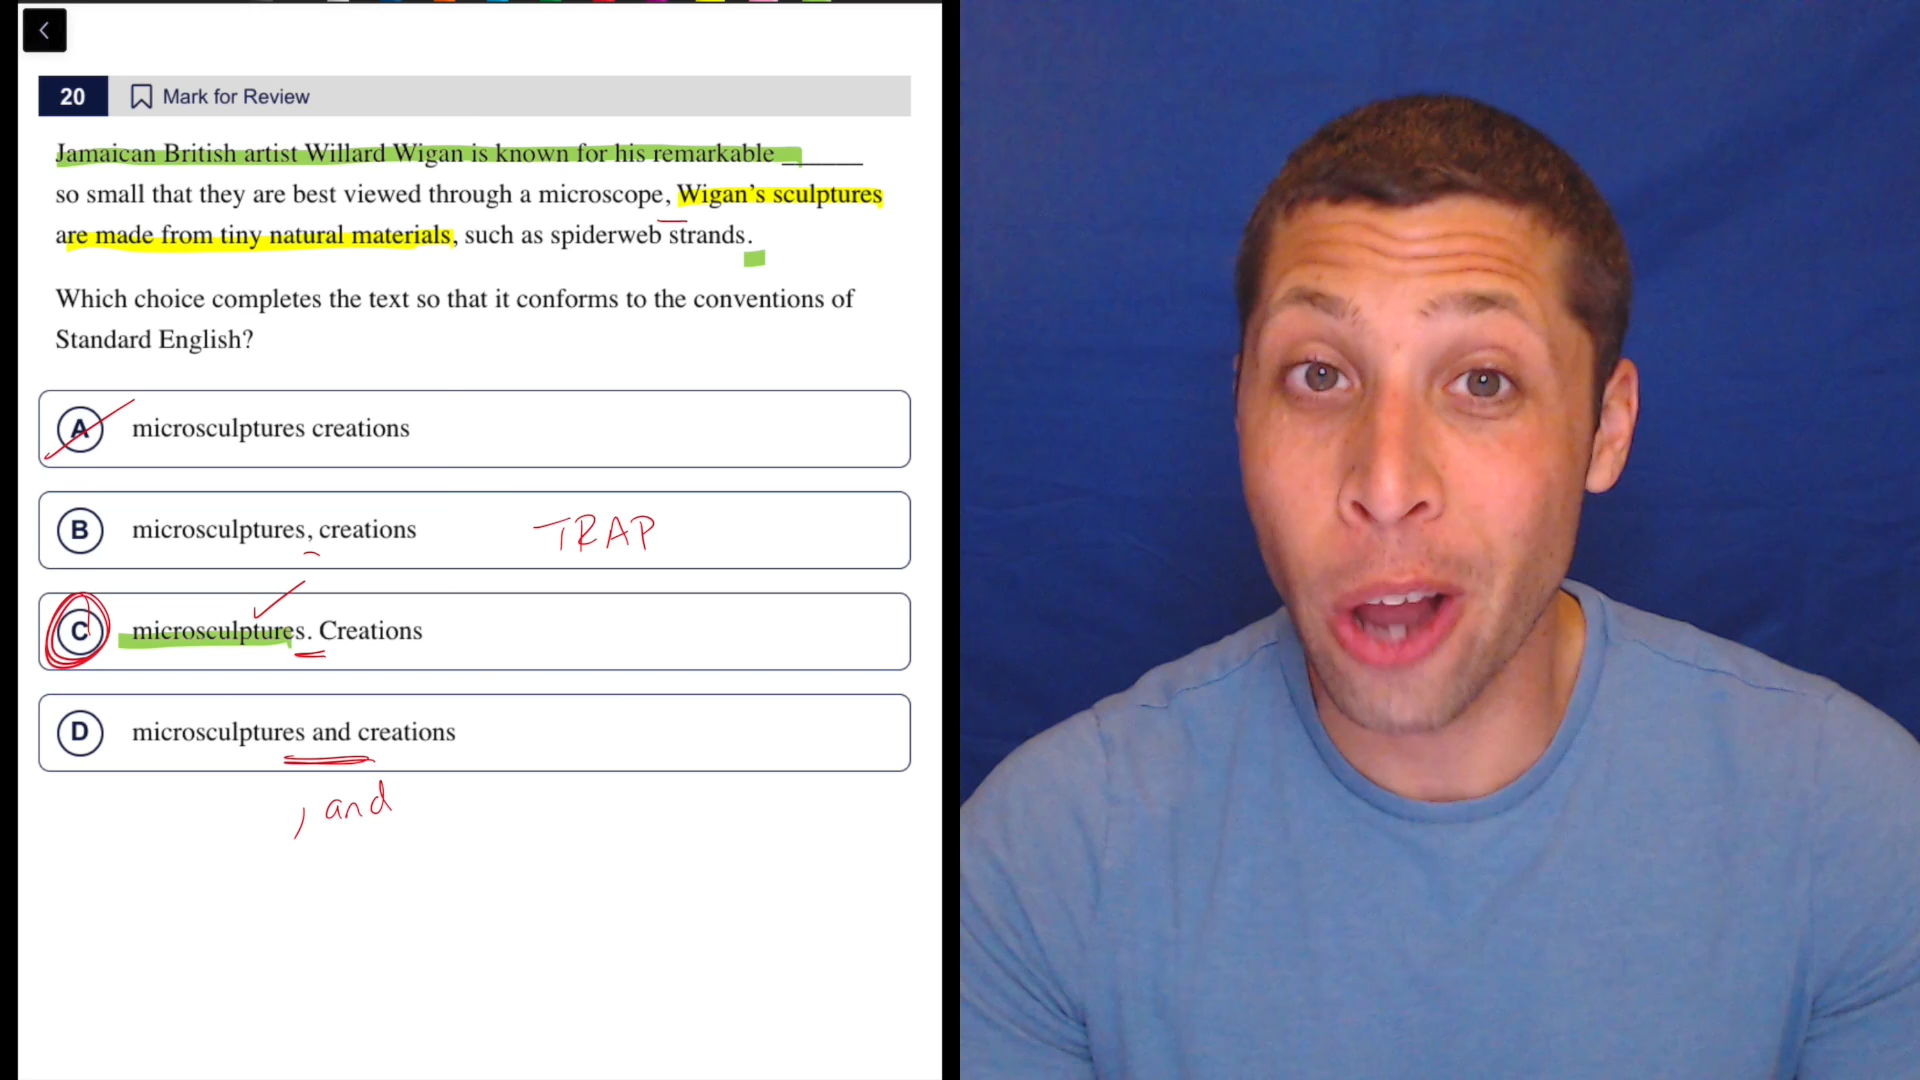 20 Mark for Review
Jamaican British artist Willard Wigan is known for his remarkable ______
so small that they are best viewed through a microscope, Wigan’s sculptures
are made from tiny natural materials, such as spiderweb strands.
Which choice completes the text so that it conforms to the conventions of
Standard English?
A microsculptures creations
B microsculptures, creations TRAP
C microsculptures. Creations
D microsculptures and creations
, and